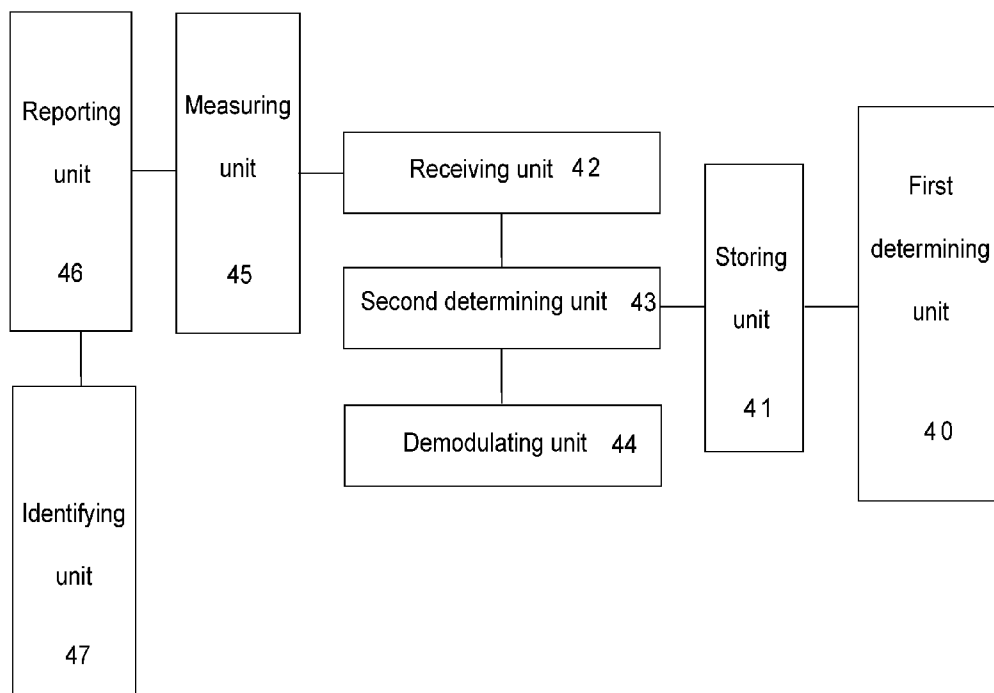 Reporting
unit
46
Measuring
unit
45
Receiving unit 42
Second determining unit 43
Demodulating unit 44
Storing
unit
41
First
determining
unit
40
Identifying
unit
47